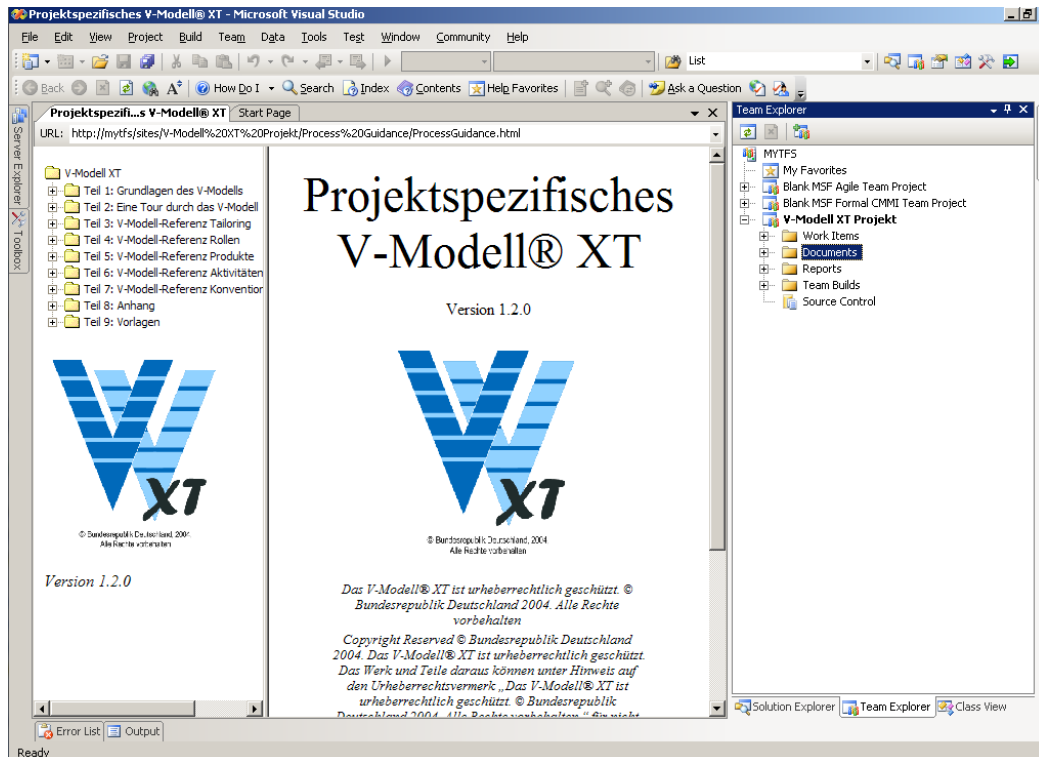 Projektspezifisches V-Modell® XT - Microsoft Visual Studio
File Edit View Project Build Team Data Tools Test Window Community Help
List
Back How Do I Search Index Contents Help Favorites Ask a Question
Server Explorer
Toolbox
Projektspezifi...s V-Modell® XT Start Page
URL: http://mytfs/sites/V-Modell%20XT%20Projekt/Process%20Guidance/ProcessGuidance.html
V-Modell XT
Teil 1: Grundlagen des V-Modells
Teil 2: Eine Tour durch das V-Modell
Teil 3: V-Modell-Referenz Tailoring
Teil 4: V-Modell-Referenz Rollen
Teil 5: V-Modell-Referenz Produkte
Teil 6: V-Modell-Referenz Aktivitäten
Teil 7: V-Modell-Referenz Konvention
Teil 8: Anhang
Teil 9: Vorlagen
XT
© Bundesrepublik Deutschland, 2004.
Alle Rechte vorbehalten
Version 1.2.0
Projektspezifisches
V-Modell® XT
Version 1.2.0
XT
© Bundesrepublik Deutschland, 2004.
Alle Rechte vorbehalten
Das V-Modell® XT ist urheberrechtlich geschützt. ©
Bundesrepublik Deutschland 2004. Alle Rechte
vorbehalten
Copyright Reserved © Bundesrepublik Deutschland
2004. Das V-Modell® XT ist urheberrechtlich geschützt.
Das Werk und Teile daraus können unter Hinweis auf
den Urheberrechtsvermerk „Das V-Modell® XT ist
urheberrechtlich geschützt. © Bundesrepublik
Deutschland 2004. Alle Rechte vorbehalten.“ für nicht
Team Explorer
MYTFS
My Favorites
Blank MSF Agile Team Project
Blank MSF Formal CMMI Team Project
V-Modell XT Projekt
Work Items
Documents
Reports
Team Builds
Source Control
Solution Explorer Team Explorer Class View
Error List Output
Ready